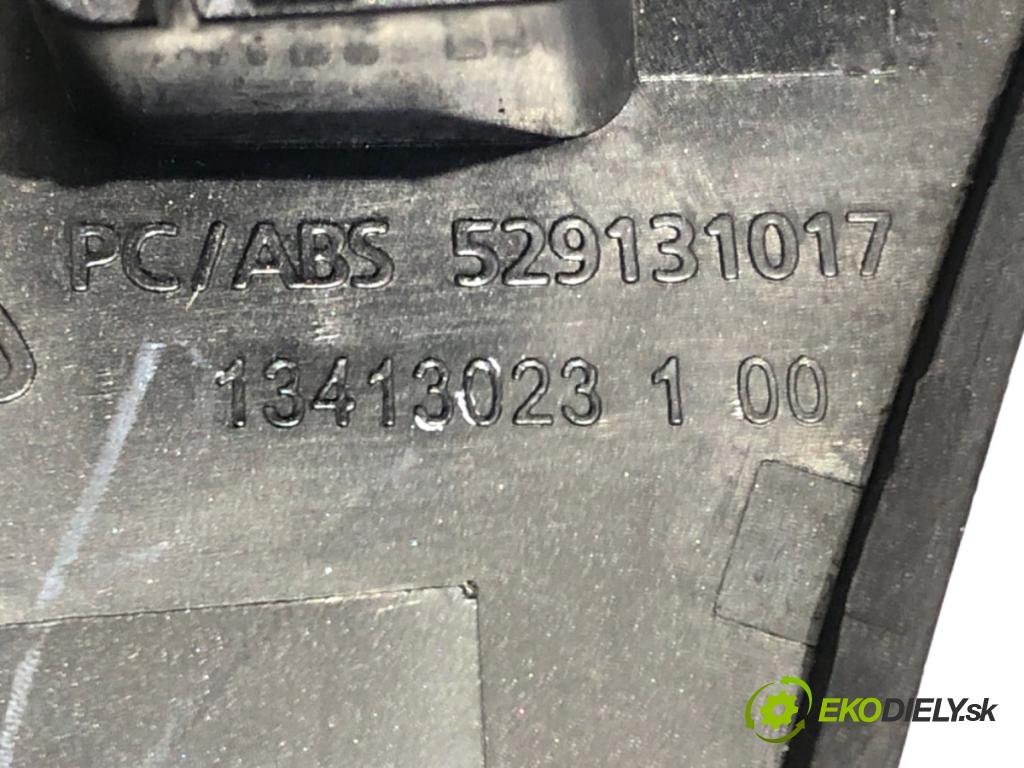 PC/ABS 529131017
13413023 1 00
EKODIELY.sk